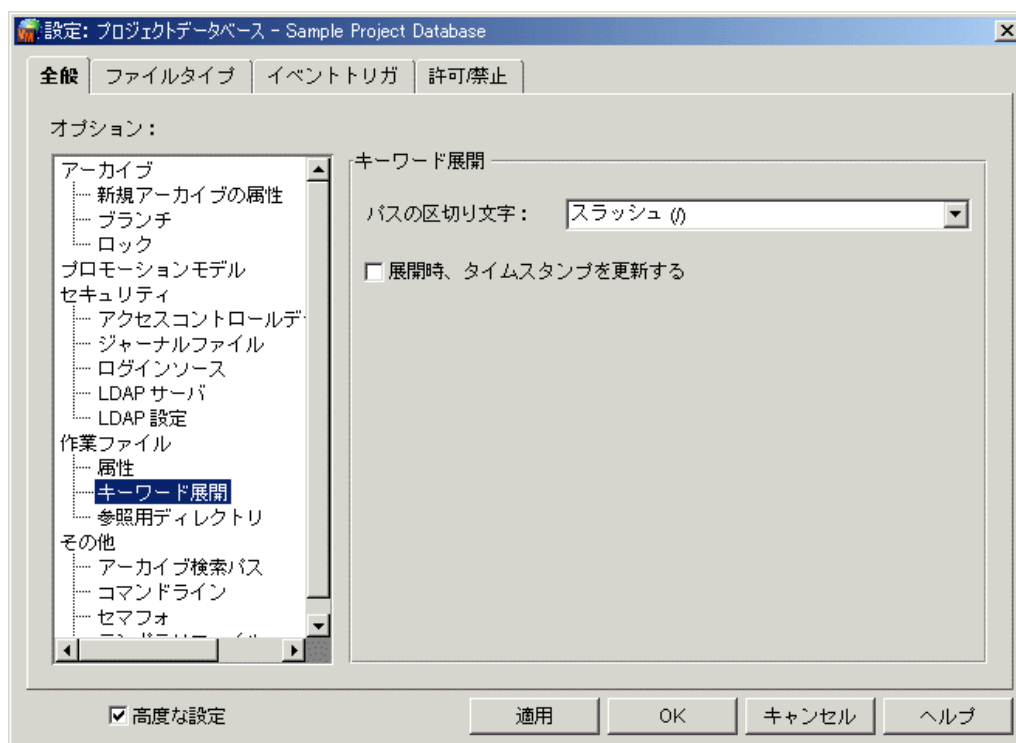 設定: プロジェクトデータベース - Sample Project Database
全般 ファイルタイプ イベントトリガ 許可/禁止
オプション：
アーカイブ
新規アーカイブの属性
ブランチ
ロック
プロモーションモデル
セキュリティ
アクセスコントロールデ
ジャーナルファイル
ログインソース
LDAP サーバ
LDAP 設定
作業ファイル
属性
キーワード展開
参照用ディレクトリ
その他
アーカイブ検索パス
コマンドライン
セマフォ
キーワード展開
パスの区切り文字： スラッシュ (/)
展開時、タイムスタンプを更新する
高度な設定 適用 OK キャンセル ヘルプ